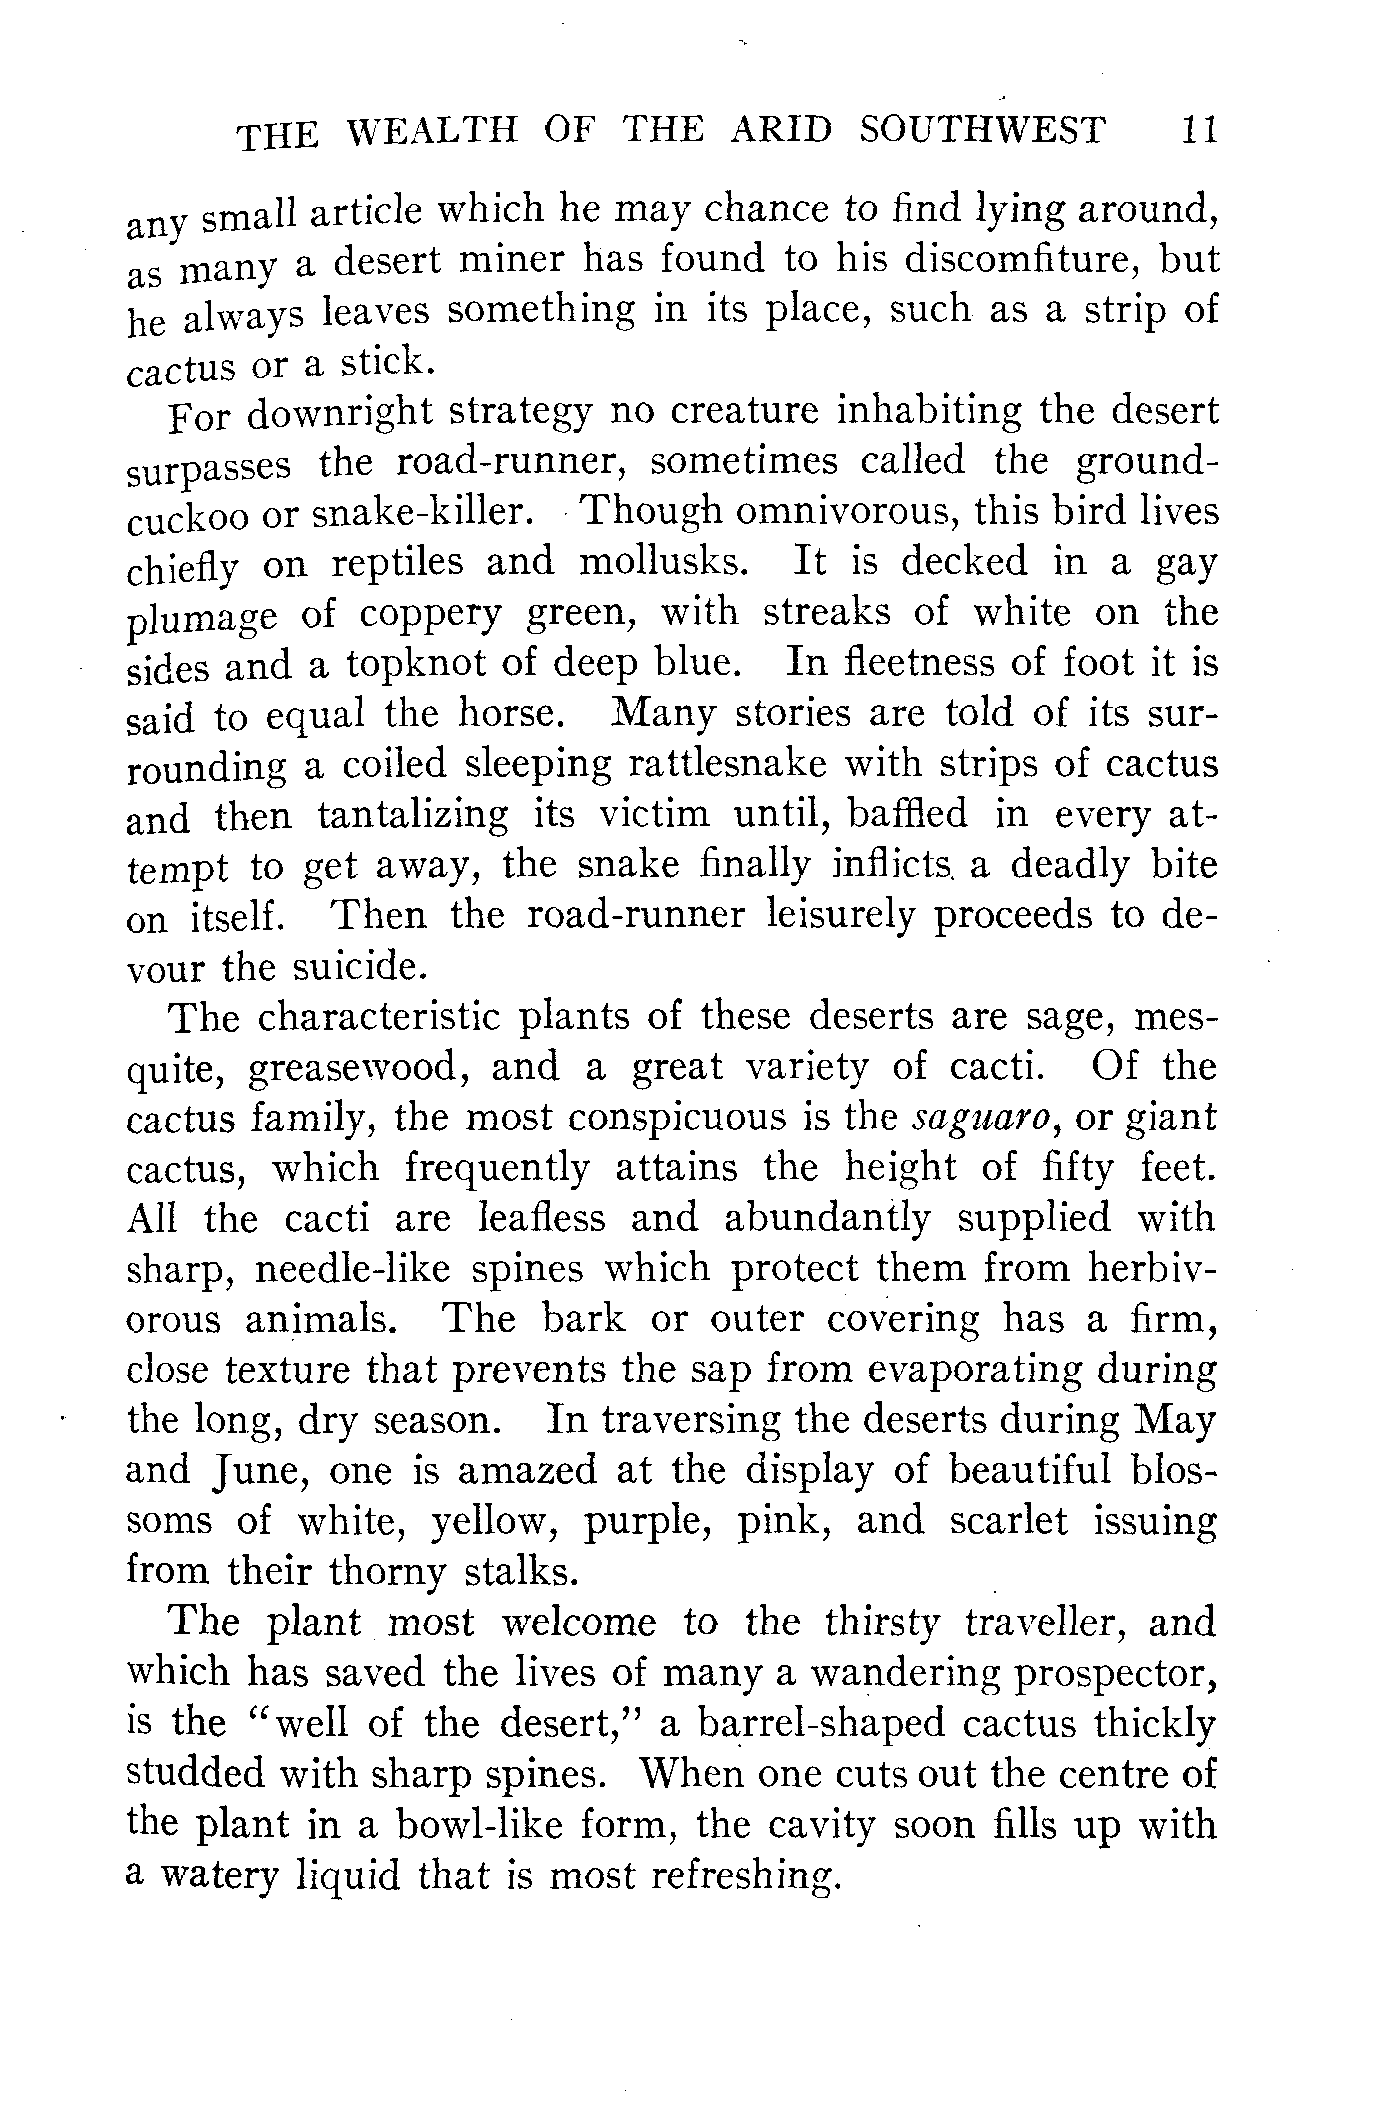 THE WEALTH OF THE ARID SOUTHWEST 11
any small article which he may chance to find lying around,
as many a desert miner has found to his discomfiture, but
he always leaves something in its place, such as a strip of
cactus or a stick.
For downright strategy no creature inhabiting the desert
surpasses the road-runner, sometimes called the ground-
cuckoo or snake-killer. Though omnivorous, this bird lives
chiefly on reptiles and mollusks. It is decked in a gay
plumage of coppery green, with streaks of white on the
sides and a topknot of deep blue. In fleetness of foot it is
said to equal the horse. Many stories are told of its sur-
rounding a coiled sleeping rattlesnake with strips of cactus
and then tantalizing its victim until, baffled in every at-
tempt to get away, the snake finally inflicts a deadly bite
on itself. Then the road-runner leisurely proceeds to de-
vour the suicide.
The characteristic plants of these deserts are sage, mes-
quite, greasewood, and a great variety of cacti. Of the
cactus family, the most conspicuous is the saguaro, or giant
cactus, which frequently attains the height of fifty feet.
All the cacti are leafless and abundantly supplied with
sharp, needle-like spines which protect them from herbiv-
orous animals. The bark or outer covering has a firm,
close texture that prevents the sap from evaporating during
the long, dry season. In traversing the deserts during May
and June, one is amazed at the display of beautiful blos-
soms of white, yellow, purple, pink, and scarlet issuing
from their thorny stalks.
The plant most welcome to the thirsty traveller, and
which has saved the lives of many a wandering prospector,
is the "well of the desert," a barrel-shaped cactus thickly
studded with sharp spines. When one cuts out the centre of
the plant in a bowl-like form, the cavity soon fills up with
a watery liquid that is most refreshing.